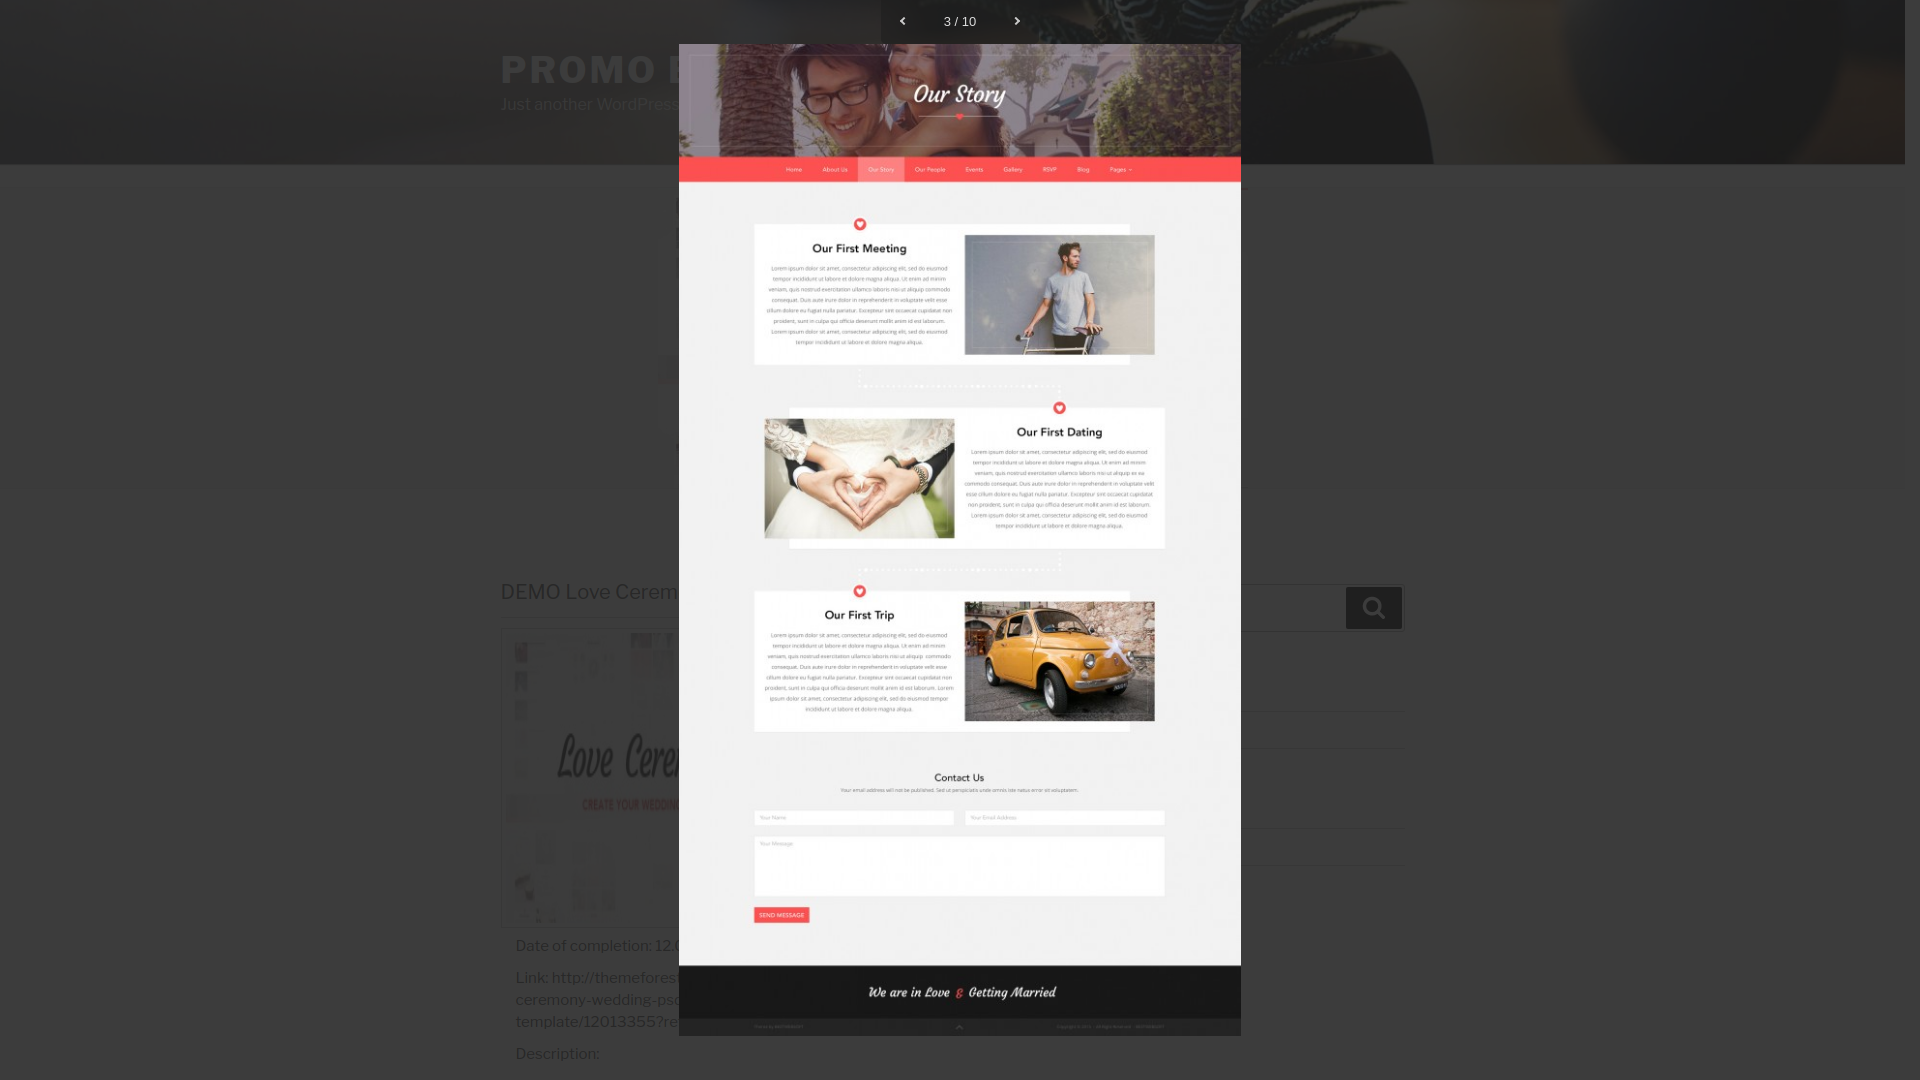 3 / 10
PROMO
Just another WordPress
Our Story
Home About Us Our Story Our People Events Gallery RSVP Blog Pages
Our First Meeting
Lorem ipsum dolor sit amet, consectetur adipiscing elit, sed do eiusmod
tempor incididunt ut labore et dolore magna aliqua. Ut enim ad minim
veniam, quis nostrud exercitation ullamco laboris nisi ut aliquip commodo
consequat. Duis aute irure dolor in reprehenderit in voluptate velit esse
cillum dolore eu fugiat nulla pariatur. Excepteur sint occaecat cupidatat non
proident, sunt in culpa qui officia deserunt mollit anim id est laborum.
Lorem ipsum dolor sit amet, consectetur adipiscing elit, sed do eiusmod
tempor incididunt ut labore et dolore magna aliqua.
Our First Dating
Lorem ipsum dolor sit amet, consectetur adipiscing elit, sed do eiusmod
tempor incididunt ut labore et dolore magna aliqua. Ut enim ad minim
veniam, quis nostrud exercitation ullamco laboris nisi ut aliquip ex ea
commodo consequat. Duis aute irure dolor in reprehenderit in voluptate velit
esse cillum dolore eu fugiat nulla pariatur. Excepteur sint occaecat cupidatat
non proident, sunt in culpa qui officia deserunt mollit anim id est laborum.
Lorem ipsum dolor sit amet, consectetur adipiscing elit, sed do eiusmod
tempor incididunt ut labore et dolore magna aliqua.
DEMO Love Cerem
Our First Trip
Lorem ipsum dolor sit amet, consectetur adipiscing elit, sed do eiusmod
tempor incididunt ut labore et dolore magna aliqua. Ut enim ad minim
veniam, quis nostrud exercitation ullamco laboris nisi ut aliquip commodo
consequat. Duis aute irure dolor in reprehenderit in voluptate velit esse
cillum dolore eu fugiat nulla pariatur. Excepteur sint occaecat cupidatat non
proident, sunt in culpa qui officia deserunt mollit anim id est laborum. Lorem
ipsum dolor sit amet, consectetur adipiscing elit, sed do eiusmod tempor
incididunt ut labore et dolore magna aliqua.
Love Cere
CREATE YOUR WEDDING
Contact Us
Your email address will not be published. Sed ut perspiciatis unde omnis iste natus error sit voluptatem.
Your Name
Your Email Address
Your Message
SEND MESSAGE
Date of completion: 12.
Link: http://themefores
ceremony-wedding-psd
template/12013355?re
Description:
We are in Love & Getting Married